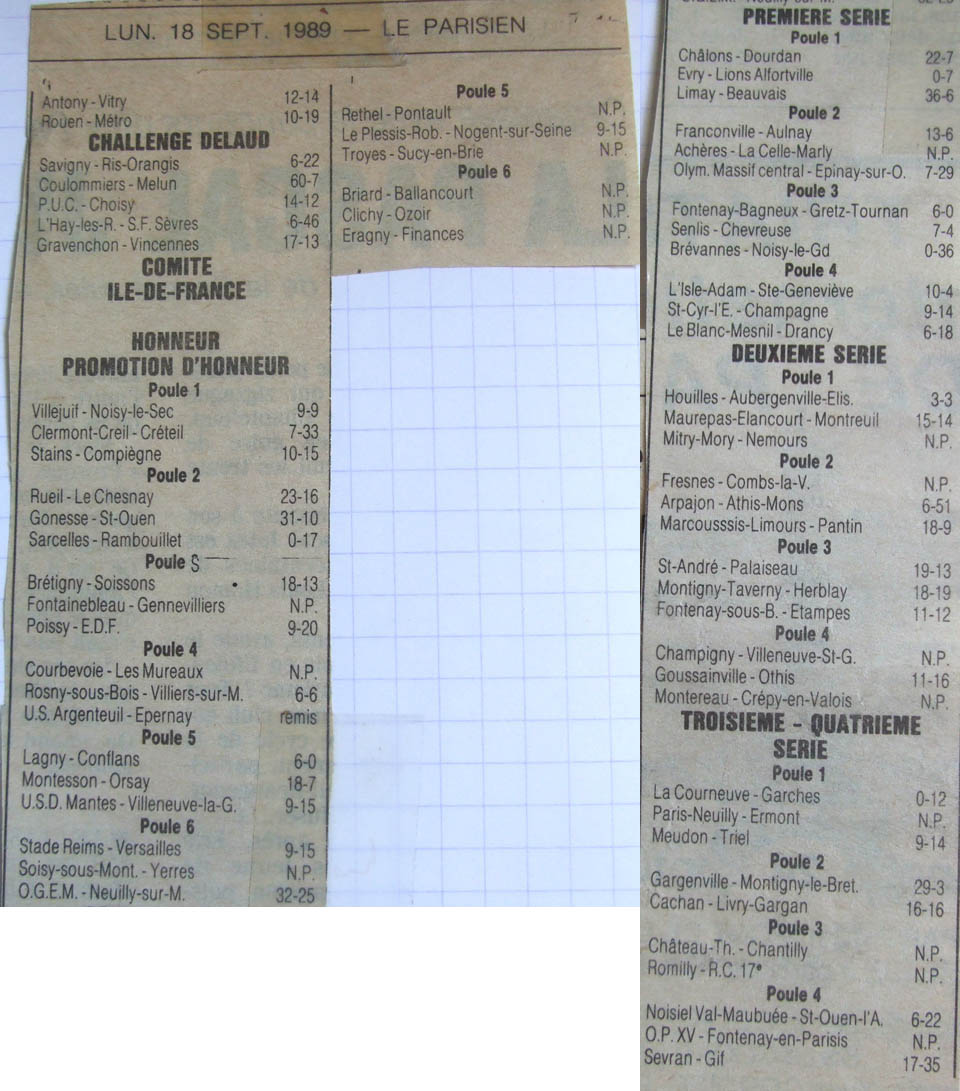 LUN. 18 SEPT. 1989 — LE PARISIEN
Antony - Vitry 12-14
Rouen - Métro 10-19
CHALLENGE DELAUD
Savigny - Ris-Orangis 6-22
Coulommiers - Melun 60-7
P.U.C. - Choisy 14-12
L'Hay-les-R. - S.F. Sèvres 6-46
Gravenchon - Vincennes 17-13
COMITE
ILE-DE-FRANCE
HONNEUR
PROMOTION D'HONNEUR
Poule 1
Villejuif - Noisy-le-Sec 9-9
Clermont-Creil - Créteil 7-33
Stains - Compiègne 10-15
Poule 2
Rueil - Le Chesnay 23-16
Gonesse - St-Ouen 31-10
Sarcelles - Rambouillet 0-17
Poule
Brétigny - Soissons 18-13
Fontainebleau - Gennevilliers N.P.
Poissy - E.D.F. 9-20
Poule 4
Courbevoie - Les Mureaux N.P.
Rosny-sous-Bois - Villiers-sur-M. 6-6
U.S. Argenteuil - Epernay remis
Poule 5
Lagny - Conflans 6-0
Montesson - Orsay 18-7
U.S.D. Mantes - Villeneuve-la-G. 9-15
Poule 6
Stade Reims - Versailles 9-15
Soisy-sous-Mont. - Yerres N.P.
O.G.E.M. - Neuilly-sur-M. 32-25
Poule 5
Rethel - Pontault N.P.
Le Plessis-Rob. - Nogent-sur-Seine 9-15
Troyes - Sucy-en-Brie N.P.
Poule 6
Briard - Ballancourt N.P.
Clichy - Ozoir N.P.
Eragny - Finances N.P.
PREMIERE SERIE
Poule 1
Châlons - Dourdan 22-7
Evry - Lions Alfortville 0-7
Limay - Beauvais 36-6
Poule 2
Franconville - Aulnay 13-6
Achères - La Celle-Marly N.P.
Olym. Massif central - Epinay-sur-O. 7-29
Poule 3
Fontenay-Bagneux - Gretz-Tournan 6-0
Senlis - Chevreuse 7-4
Brévannes - Noisy-le-Gd 0-36
Poule 4
L'Isle-Adam - Ste-Geneviève 10-4
St-Cyr-l'E. - Champagne 9-14
Le Blanc-Mesnil - Drancy 6-18
DEUXIEME SERIE
Poule 1
Houilles - Aubergenville-Elis. 3-3
Maurepas-Elancourt - Montreuil 15-14
Mitry-Mory - Nemours N.P.
Poule 2
Fresnes - Combs-la-V. N.P.
Arpajon - Athis-Mons 6-51
Marcousssis-Limours - Pantin 18-9
Poule 3
St-André - Palaiseau 19-13
Montigny-Taverny - Herblay 18-19
Fontenay-sous-B. - Etampes 11-12
Poule 4
Champigny - Villeneuve-St-G. N.P.
Goussainville - Othis 11-16
Montereau - Crépy-en-Valois N.P.
TROISIEME - QUATRIEME
SERIE
Poule 1
La Courneuve - Garches 0-12
Paris-Neuilly - Ermont N.P.
Meudon - Triel 9-14
Poule 2
Gargenville - Montigny-le-Bret. 29-3
Cachan - Livry-Gargan 16-16
Poule 3
Château-Th. - Chantilly N.P.
Romilly - R.C. 17e N.P.
Poule 4
Noisiel Val-Maubuée - St-Ouen-l'A. 6-22
O.P. XV - Fontenay-en-Parisis N.P.
Sevran - Gif 17-35